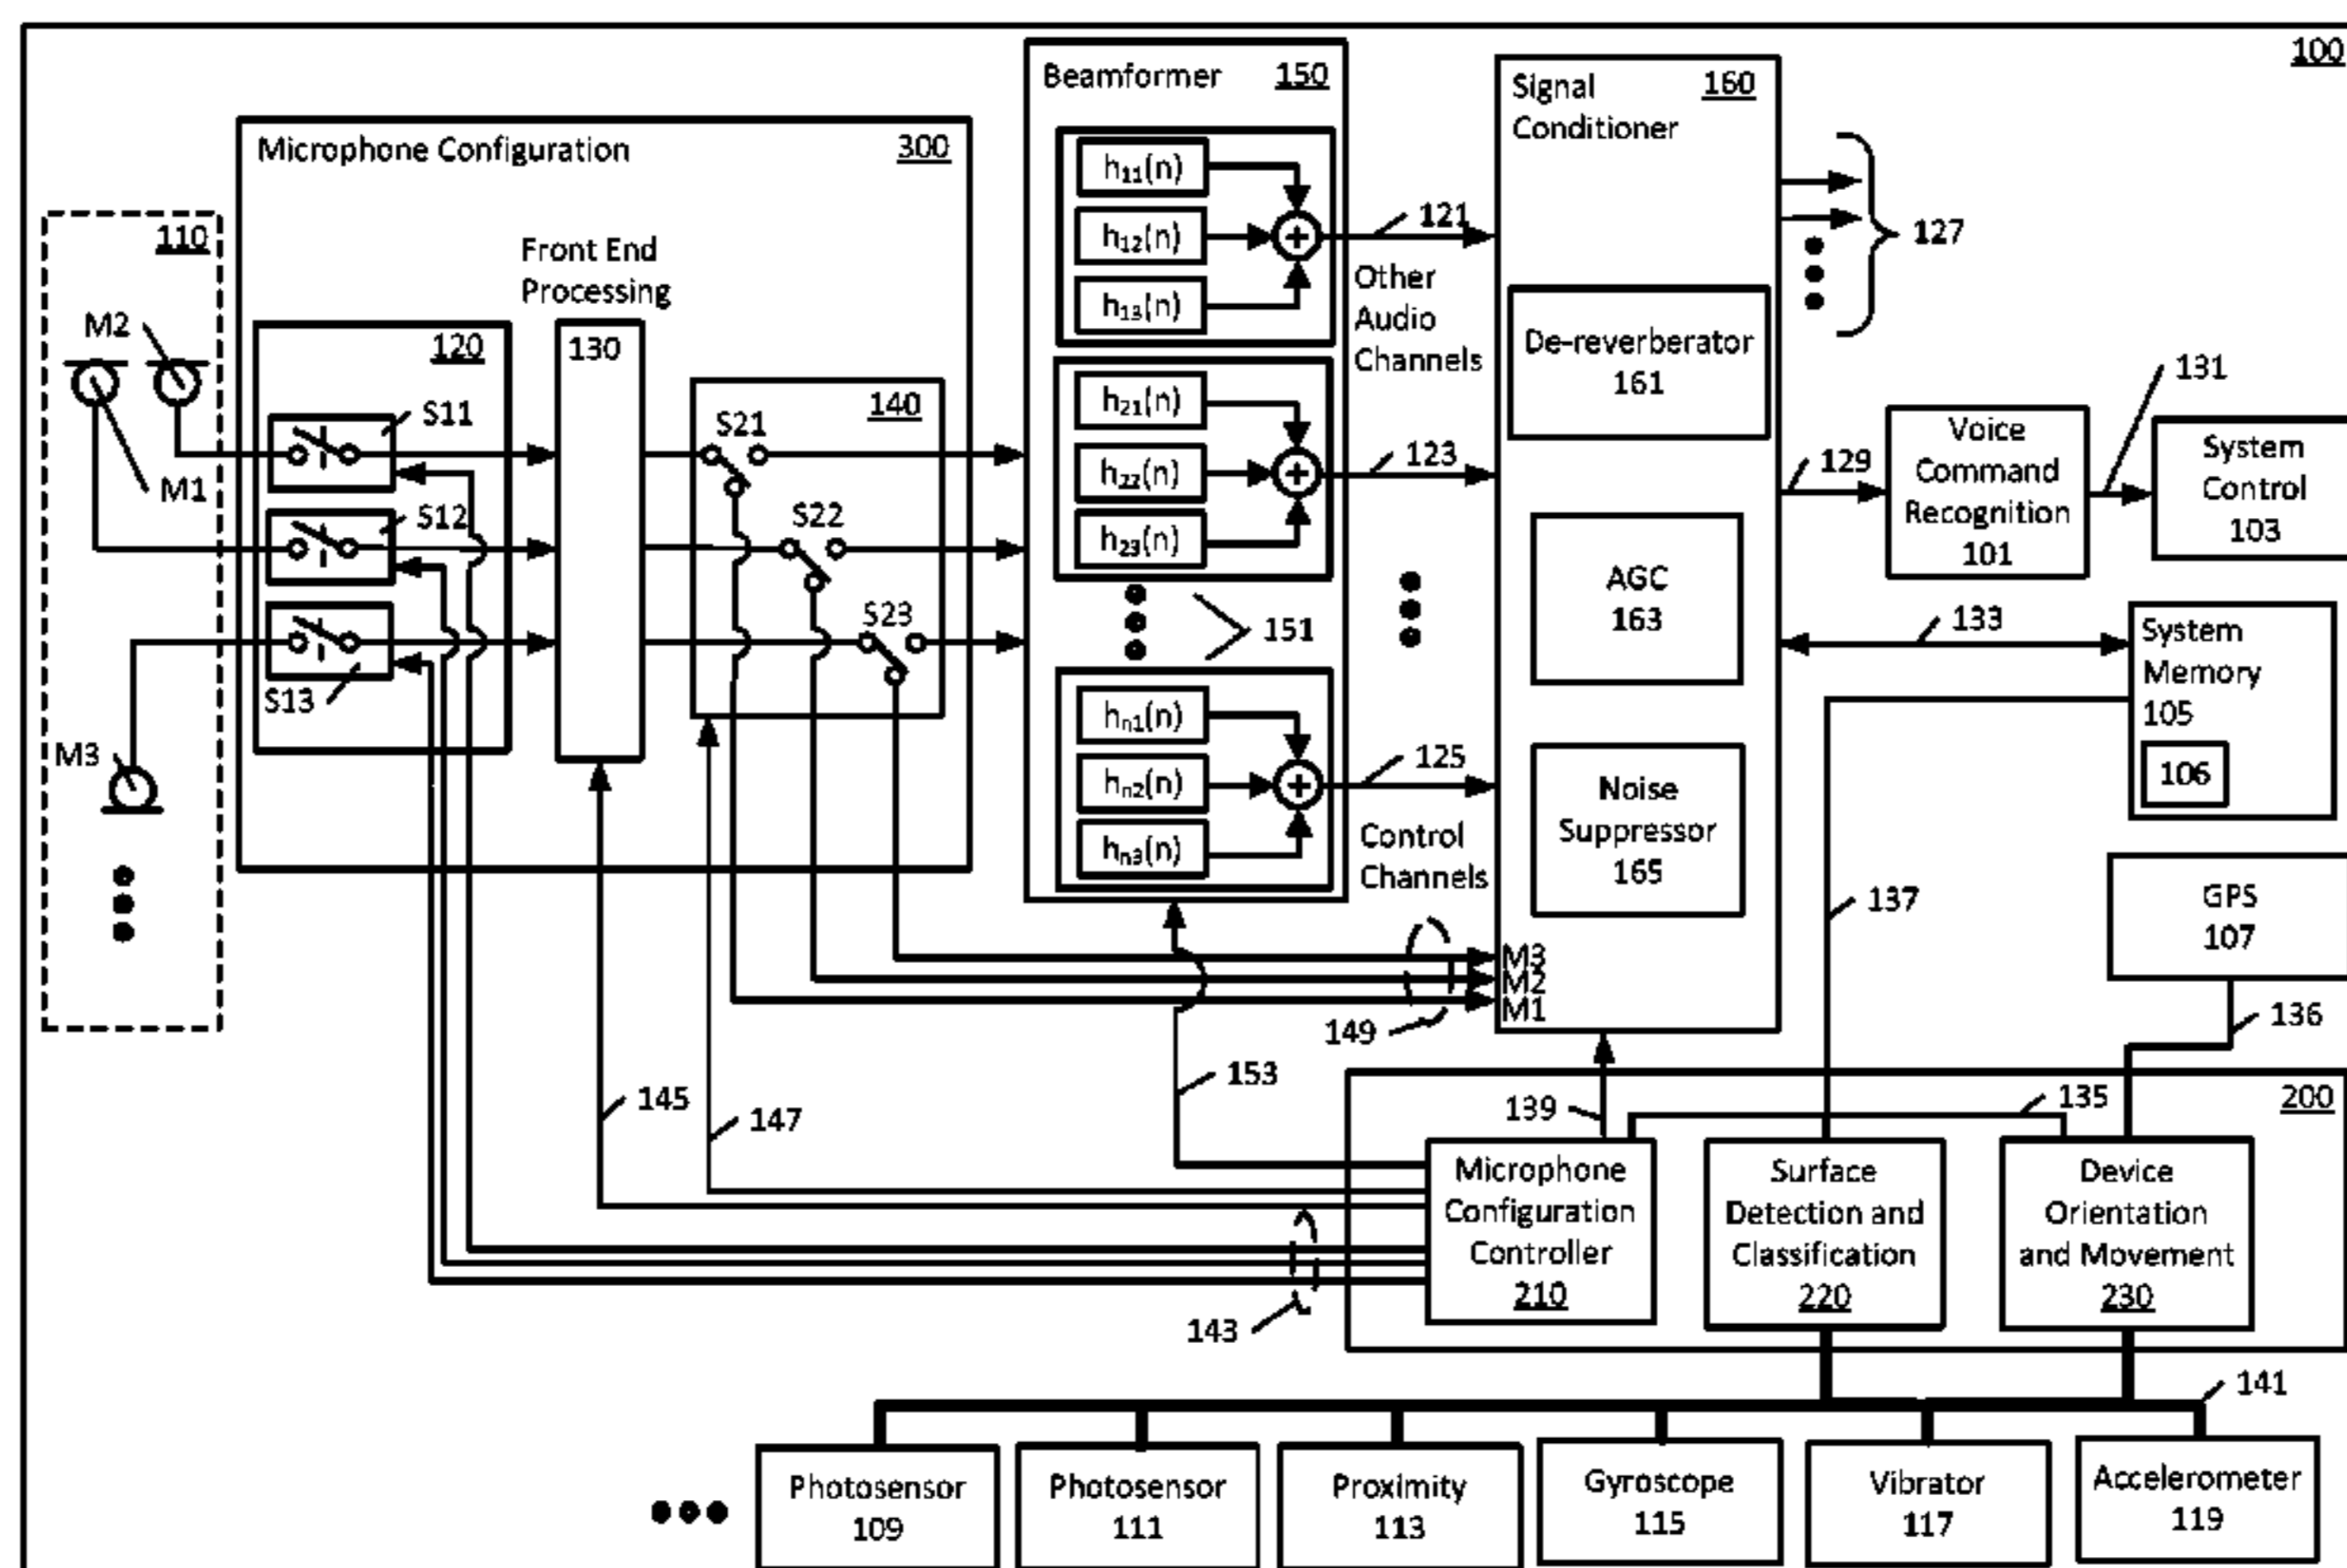 100
Microphone Configuration 300
110
M2
M1
M3
120
S11
S12
S13
Front End
Processing
130
140
S21
S22
S23
Beamformer 150
h11(n)
h12(n)
h13(n)
h21(n)
h22(n)
h23(n)
151
hn1(n)
hn2(n)
hn3(n)
121
Other
Audio
Channels
123
125
Control
Channels
Signal 160
Conditioner
De-reverberator
161
AGC
163
Noise
Suppressor
165
M3
M2
M1
149
127
129
Voice
Command
Recognition
101
131
System
Control
103
133
System
Memory
105
106
137
GPS
107
136
145
147
153
139
135
200
143
Microphone
Configuration
Controller
210
Surface
Detection and
Classification
220
Device
Orientation
and Movement
230
141
Photosensor
109
Photosensor
111
Proximity
113
Gyroscope
115
Vibrator
117
Accelerometer
119